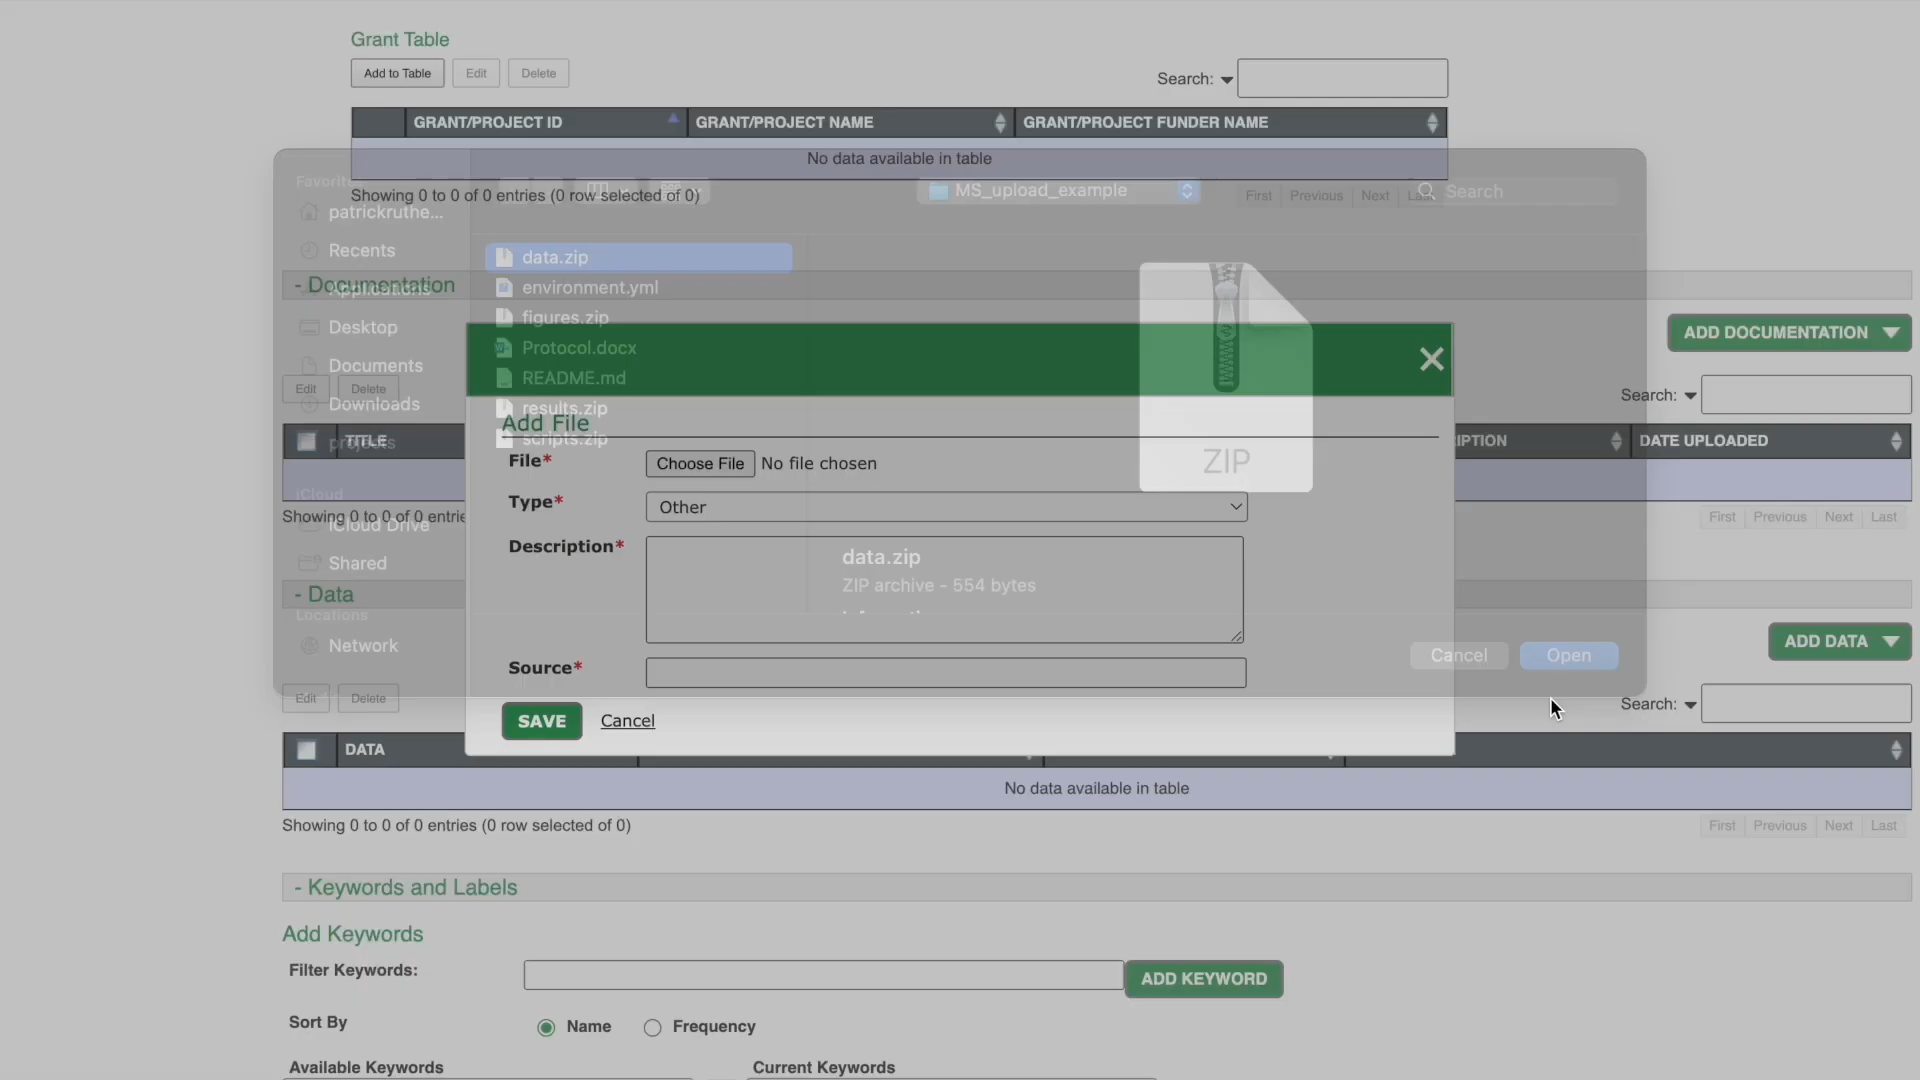 Grant Table
Add to Table Edit Delete
Search:
GRANT/PROJECT ID GRANT/PROJECT NAME GRANT/PROJECT FUNDER NAME
No data available in table
Showing 0 to 0 of 0 entries (0 row selected of 0)
First Previous Next
MS_upload_example
Search
patrickruthe...
Recents
Applications
Desktop
Documents
Downloads
projects
iCloud
iCloud Drive
Shared
Locations
Network
data.zip
environment.yml
figures.zip
Protocol.docx
README.md
results.zip
scripts.zip
ZIP
data.zip
ZIP archive - 554 bytes
Cancel Open
- Documentation
ADD DOCUMENTATION
Edit Delete
Search:
TITLE DATE UPLOADED
Showing 0 to 0 of 0
First Previous Next Last
Add File
File* Choose File No file chosen
Type* Other
Description*
Source*
SAVE Cancel
- Data
ADD DATA
Edit Delete
Search:
DATA
No data available in table
Showing 0 to 0 of 0 entries (0 row selected of 0)
First Previous Next Last
- Keywords and Labels
Add Keywords
Filter Keywords: ADD KEYWORD
Sort By Name Frequency
Available Keywords Current Keywords